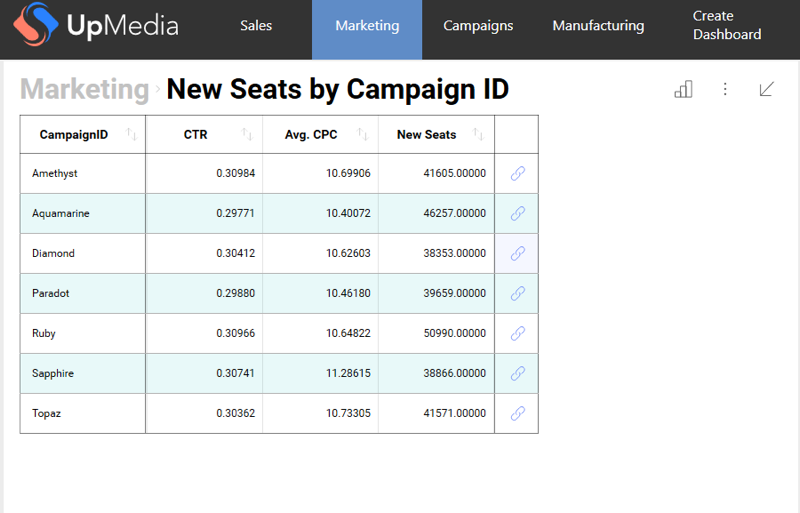 UpMedia
Sales
Marketing
Campaigns
Manufacturing
Create
Dashboard
Marketing › New Seats by Campaign ID
CampaignID CTR Avg. CPC New Seats
Amethyst 0.30984 10.69906 41605.00000
Aquamarine 0.29771 10.40072 46257.00000
Diamond 0.30412 10.62603 38353.00000
Paradot 0.29880 10.46180 39659.00000
Ruby 0.30966 10.64822 50990.00000
Sapphire 0.30741 11.28615 38866.00000
Topaz 0.30362 10.73305 41571.00000